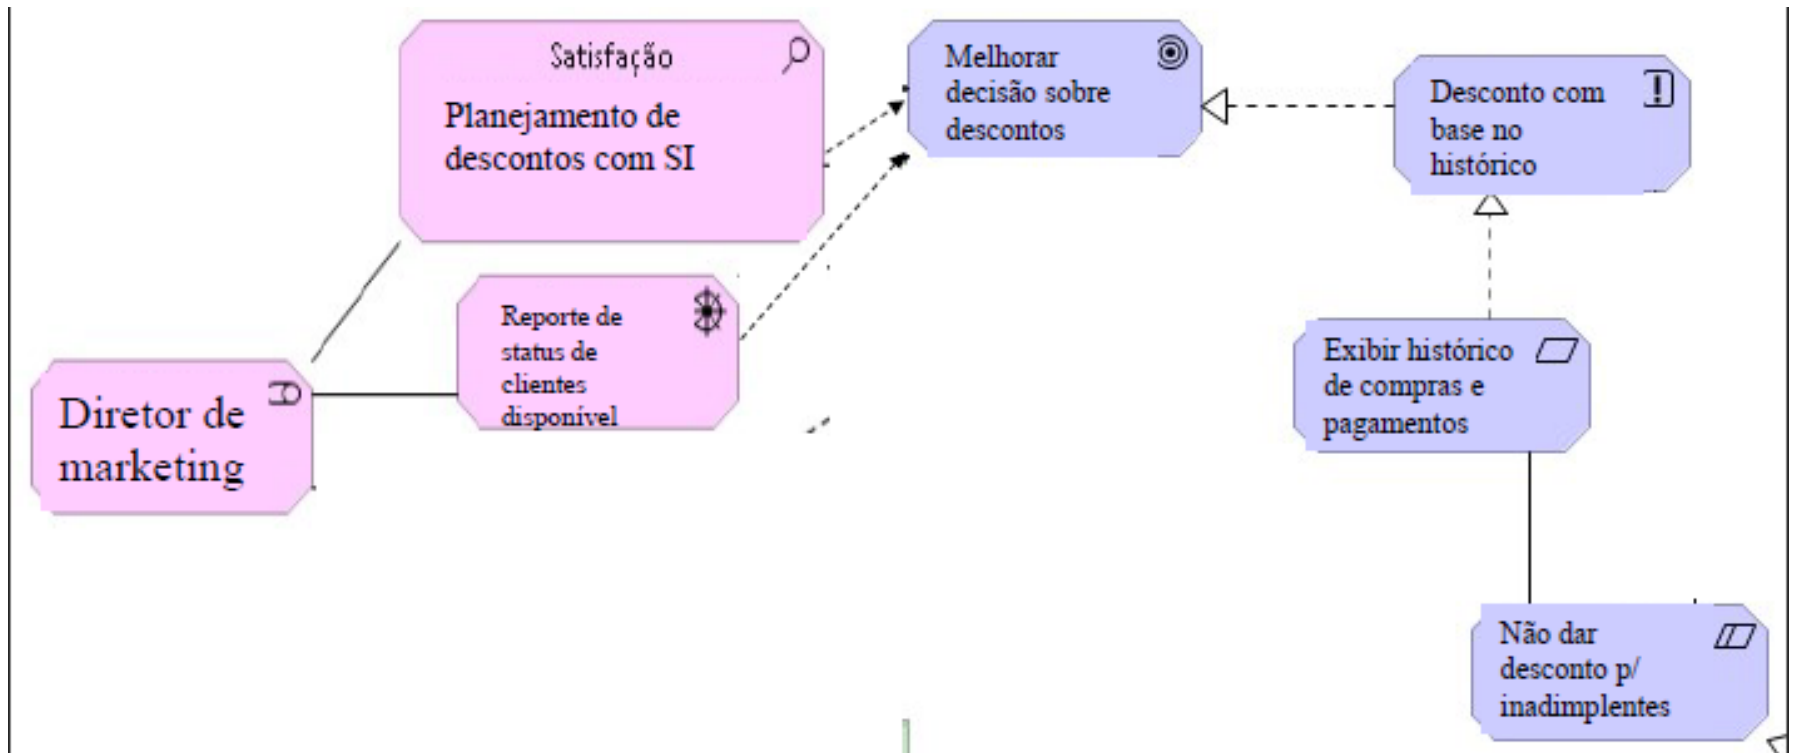 Satisfação
Planejamento de
descontos com SI
Melhorar
decisão sobre
descontos
Desconto com
base no
histórico
Reporte de
status de
clientes
disponível
Exibir histórico
de compras e
pagamentos
Diretor de
marketing
Não dar
desconto p/
inadimplentes